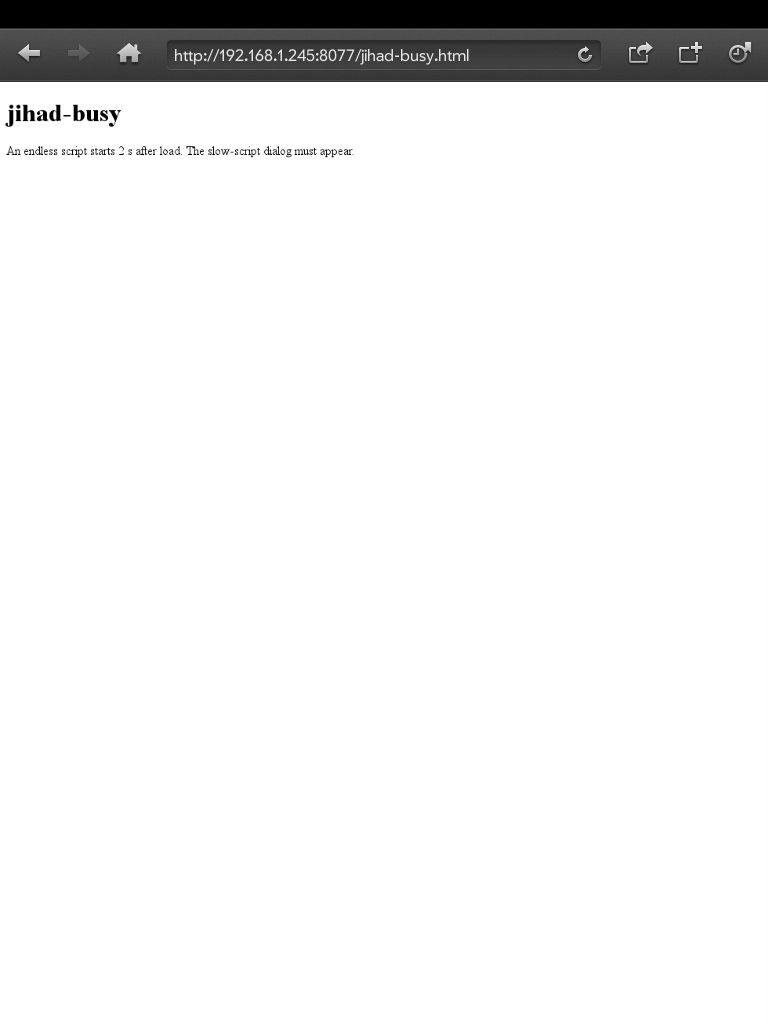 http://192.168.1.245:8077/jihad-busy.html
jihad-busy
An endless script starts 2 s after load. The slow-script dialog must appear.